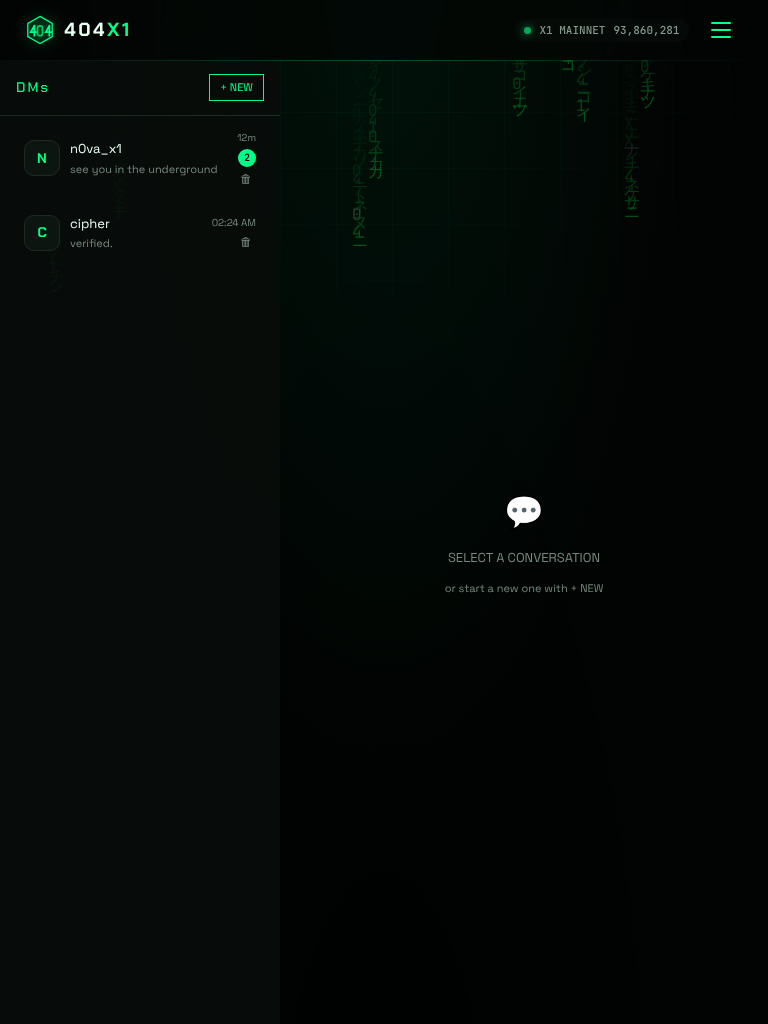 404 404X1
X1 MAINNET 93,860,281
DMs
+ NEW
N
n0va_x1
see you in the underground
12m
2
C
cipher
verified.
02:24 AM
SELECT A CONVERSATION
or start a new one with + NEW